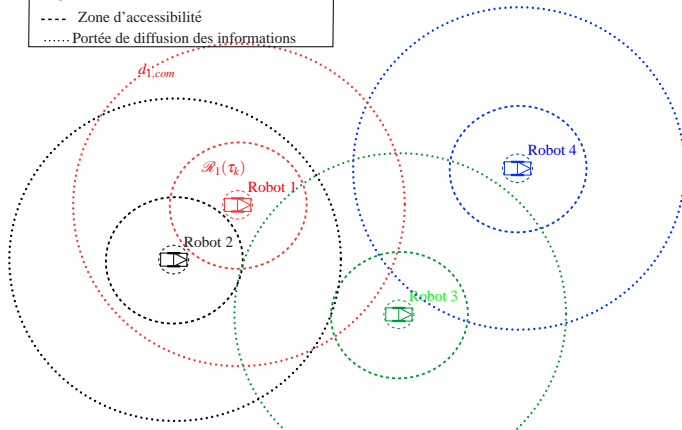 Zone d'accessibilité
Portée de diffusion des informations
d1,com
ℛ1(τk)
Robot 1
Robot 2
Robot 3
Robot 4